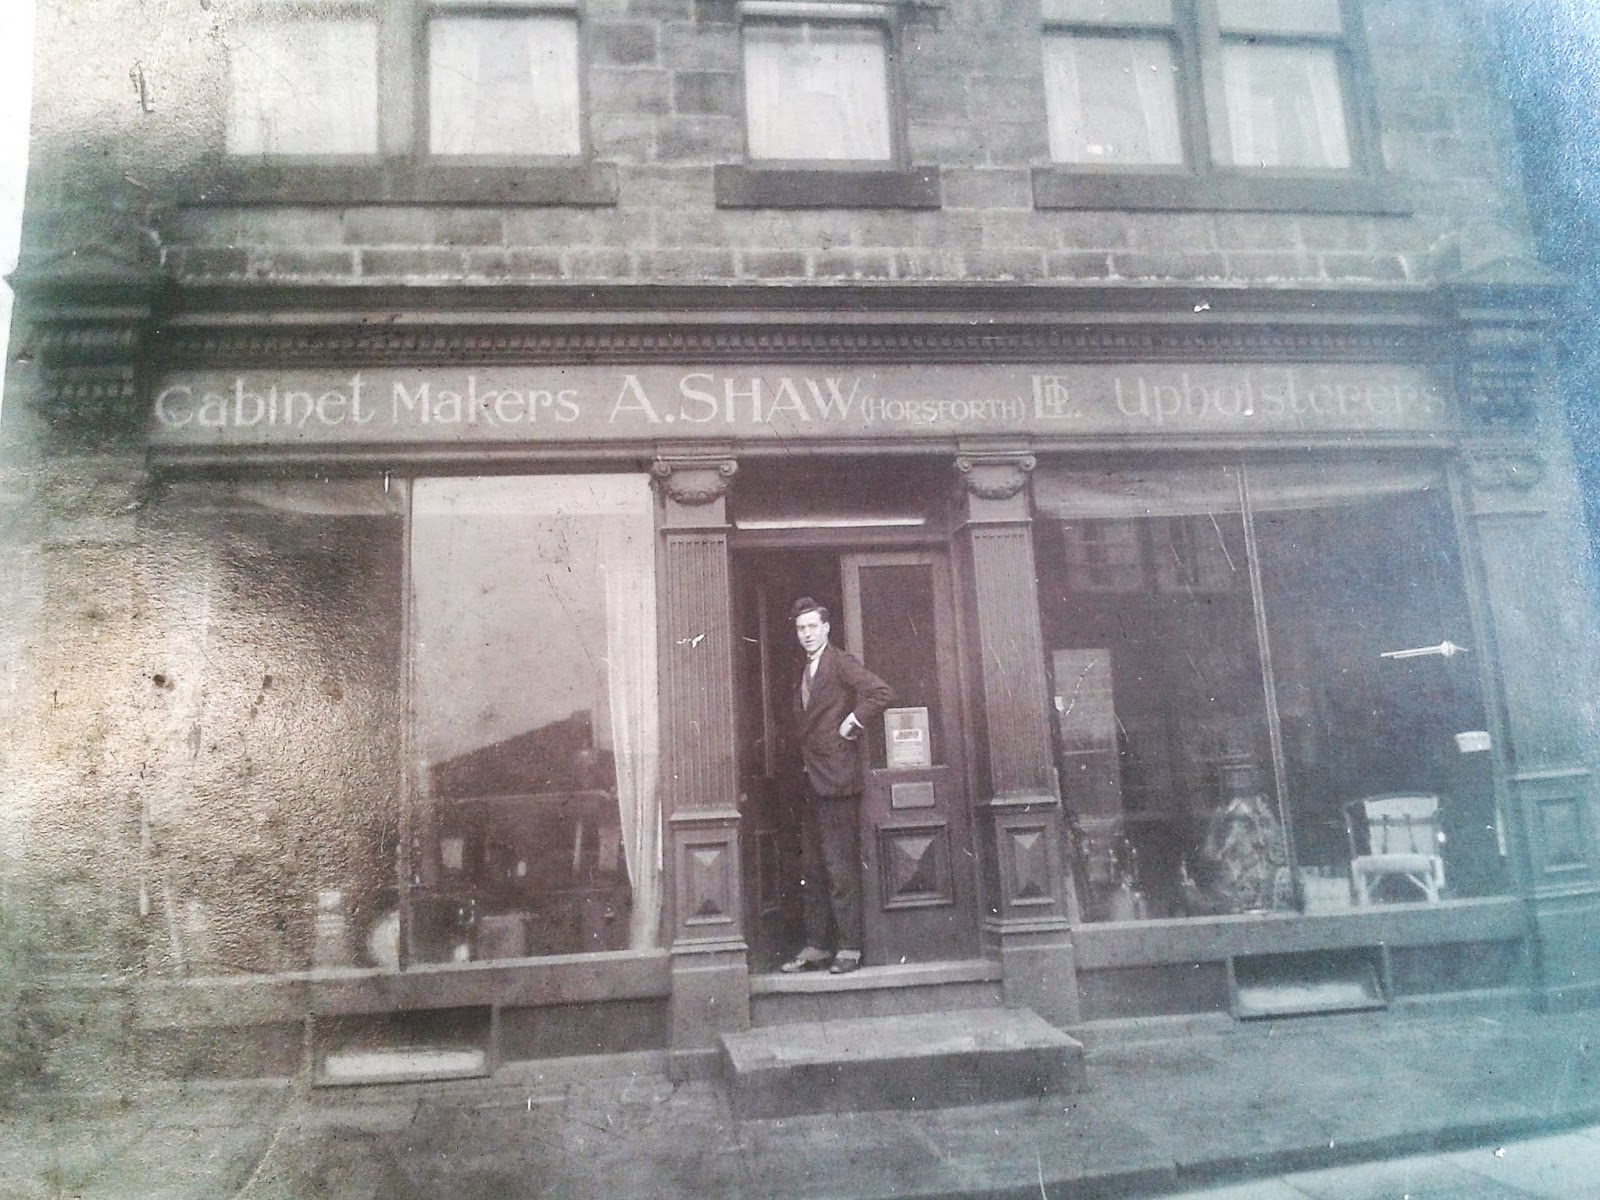 Cabinet Makers A. SHAW (HORSFORTH) LTD. Upholsterers